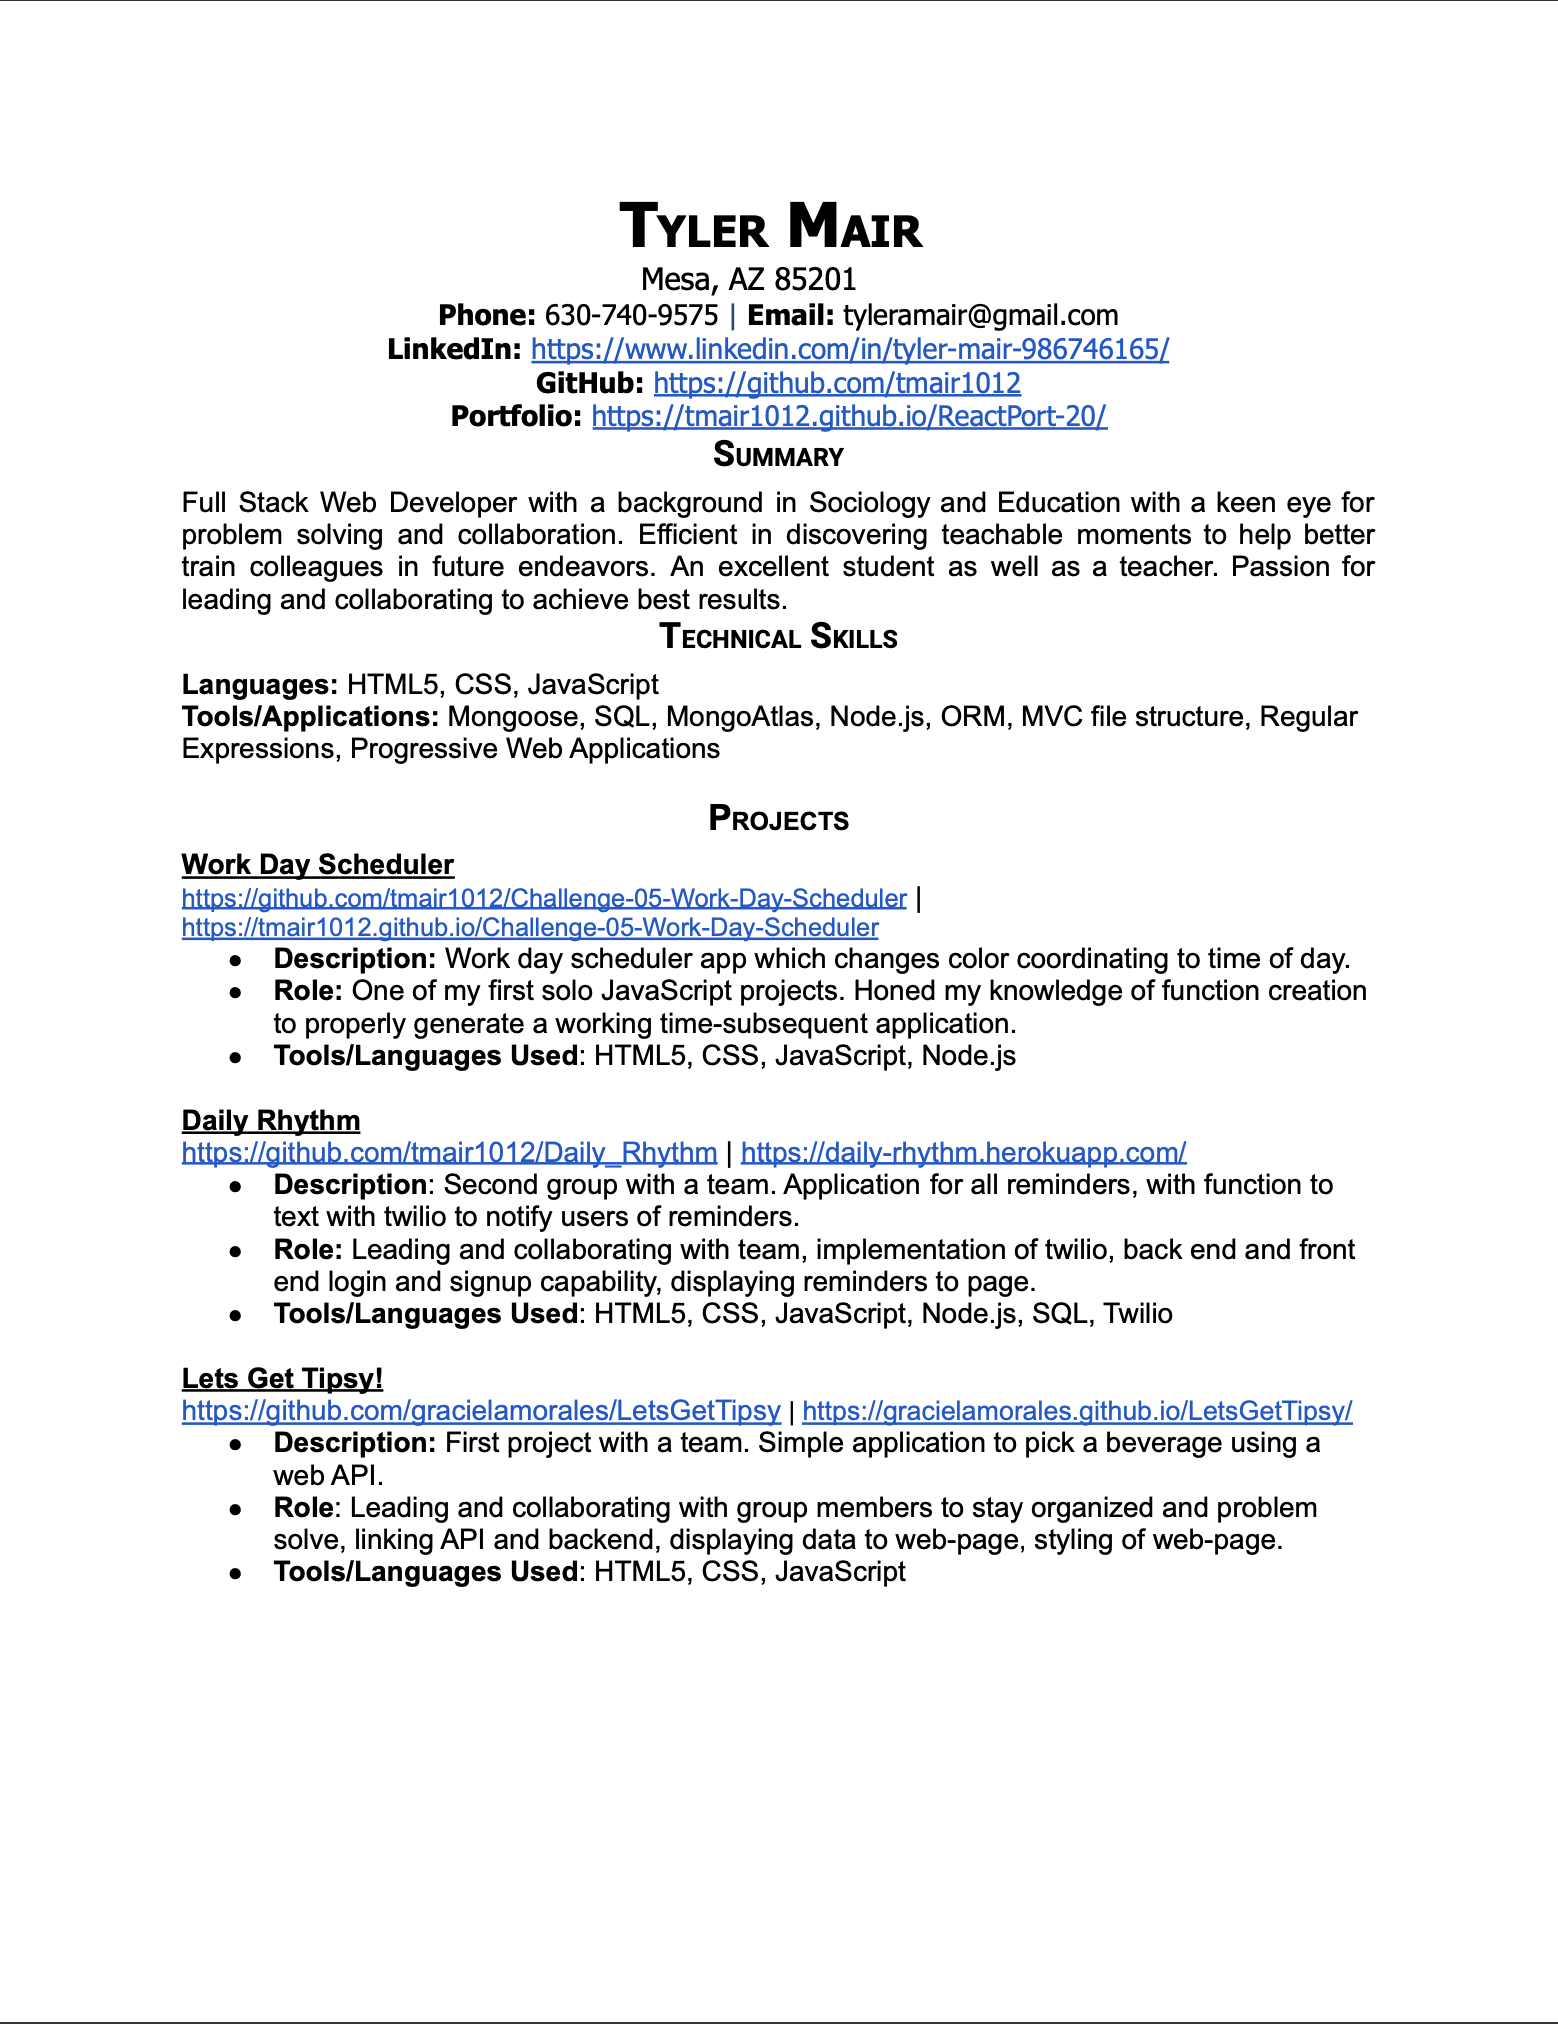 Tyler Mair
Mesa, AZ 85201
Phone: 630-740-9575 | Email: tyleramair@gmail.com
LinkedIn: https://www.linkedin.com/in/tyler-mair-986746165/
GitHub: https://github.com/tmair1012
Portfolio: https://tmair1012.github.io/ReactPort-20/
Summary
Full Stack Web Developer with a background in Sociology and Education with a keen eye for
problem solving and collaboration. Efficient in discovering teachable moments to help better
train colleagues in future endeavors. An excellent student as well as a teacher. Passion for
leading and collaborating to achieve best results.
Technical Skills
Languages: HTML5, CSS, JavaScript
Tools/Applications: Mongoose, SQL, MongoAtlas, Node.js, ORM, MVC file structure, Regular
Expressions, Progressive Web Applications
Projects
Work Day Scheduler
https://github.com/tmair1012/Challenge-05-Work-Day-Scheduler |
https://tmair1012.github.io/Challenge-05-Work-Day-Scheduler
● Description: Work day scheduler app which changes color coordinating to time of day.
● Role: One of my first solo JavaScript projects. Honed my knowledge of function creation
to properly generate a working time-subsequent application.
● Tools/Languages Used: HTML5, CSS, JavaScript, Node.js
Daily Rhythm
https://github.com/tmair1012/Daily_Rhythm | https://daily-rhythm.herokuapp.com/
● Description: Second group with a team. Application for all reminders, with function to
text with twilio to notify users of reminders.
● Role: Leading and collaborating with team, implementation of twilio, back end and front
end login and signup capability, displaying reminders to page.
● Tools/Languages Used: HTML5, CSS, JavaScript, Node.js, SQL, Twilio
Lets Get Tipsy!
https://github.com/gracielamorales/LetsGetTipsy | https://gracielamorales.github.io/LetsGetTipsy/
● Description: First project with a team. Simple application to pick a beverage using a
web API.
● Role: Leading and collaborating with group members to stay organized and problem
solve, linking API and backend, displaying data to web-page, styling of web-page.
● Tools/Languages Used: HTML5, CSS, JavaScript